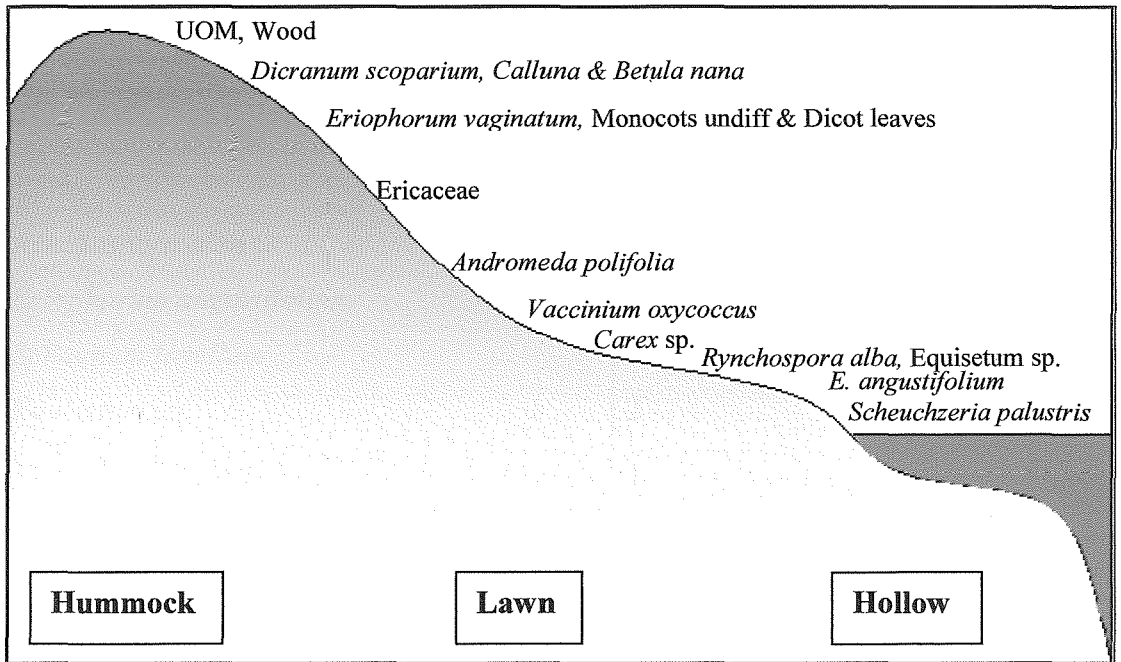 UOM, Wood
Dicranum scoparium, Calluna & Betula nana
Eriophorum vaginatum, Monocots undiff & Dicot leaves
Ericaceae
Andromeda polifolia
Vaccinium oxycoccus
Carex sp.
Rynchospora alba, Equisetum sp.
E. angustifolium
Scheuchzeria palustris
Hummock
Lawn
Hollow